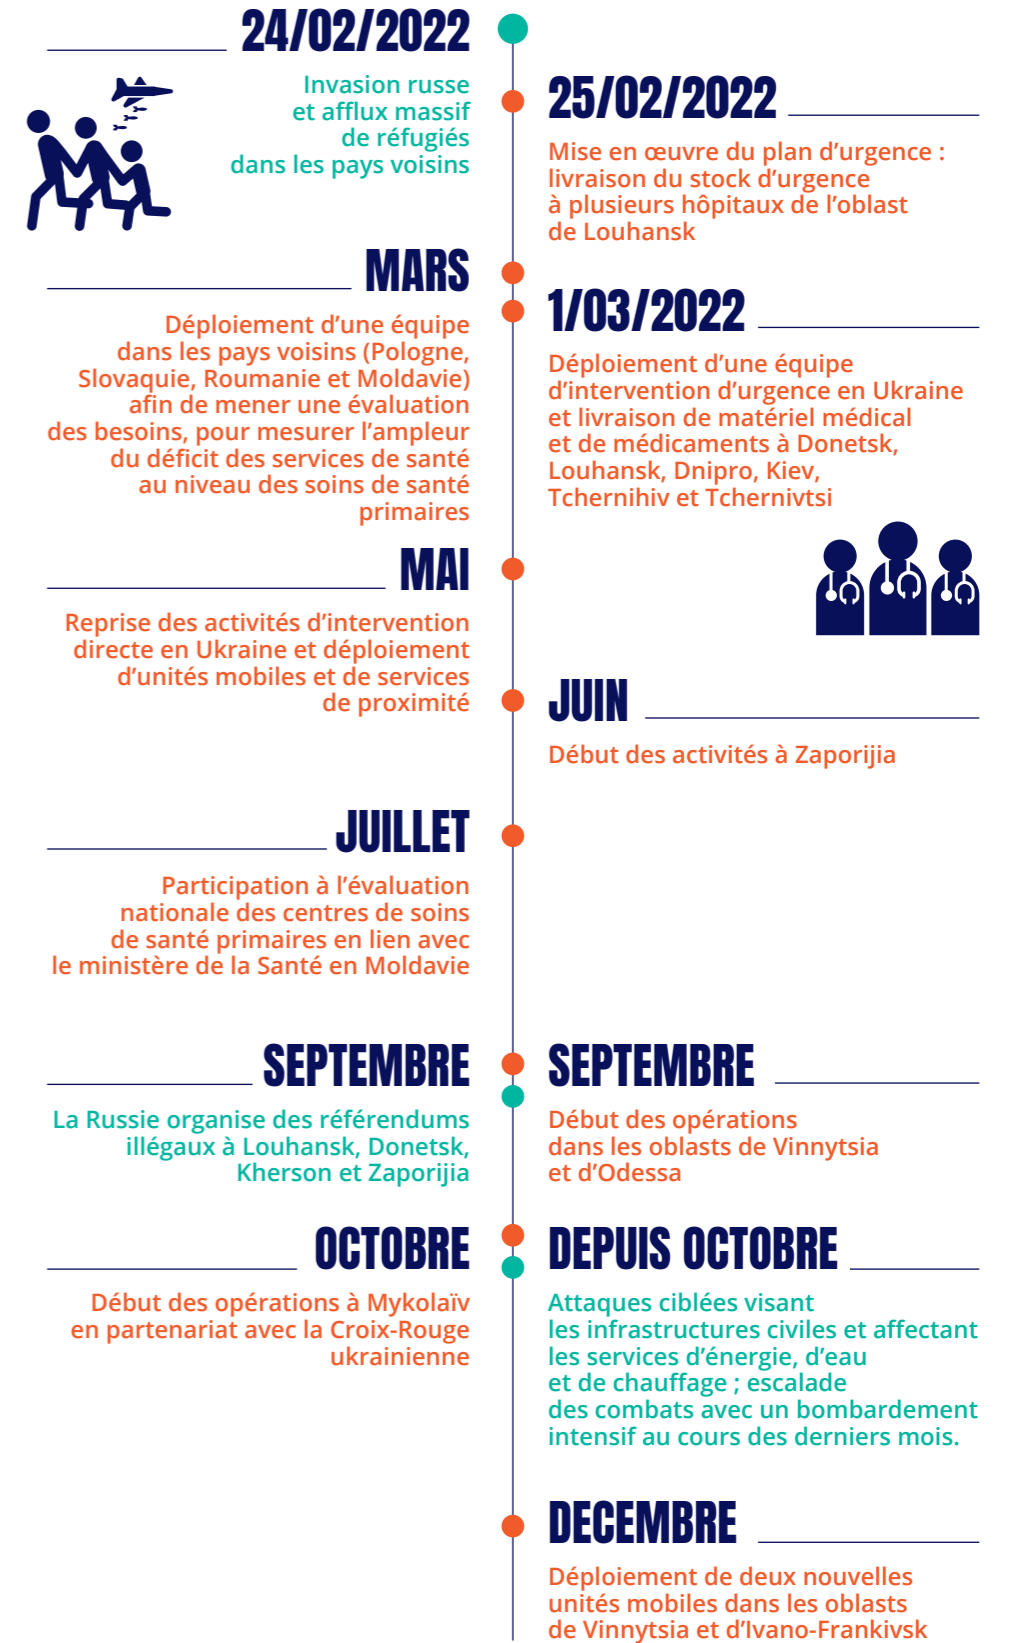 24/02/2022
Invasion russe
et afflux massif
de réfugiés
dans les pays voisins
25/02/2022
Mise en œuvre du plan d’urgence :
livraison du stock d’urgence
à plusieurs hôpitaux de l’oblast
de Louhansk
MARS
Déploiement d’une équipe
dans les pays voisins (Pologne,
Slovaquie, Roumanie et Moldavie)
afin de mener une évaluation
des besoins, pour mesurer l’ampleur
du déficit des services de santé
au niveau des soins de santé
primaires
1/03/2022
Déploiement d’une équipe
d’intervention d’urgence en Ukraine
et livraison de matériel médical
et de médicaments à Donetsk,
Louhansk, Dnipro, Kiev,
Tchernihiv et Tchernivtsi
MAI
Reprise des activités d’intervention
directe en Ukraine et déploiement
d’unités mobiles et de services
de proximité
JUIN
Début des activités à Zaporijia
JUILLET
Participation à l’évaluation
nationale des centres de soins
de santé primaires en lien avec
le ministère de la Santé en Moldavie
SEPTEMBRE
La Russie organise des référendums
illégaux à Louhansk, Donetsk,
Kherson et Zaporijia
SEPTEMBRE
Début des opérations
dans les oblasts de Vinnytsia
et d’Odessa
OCTOBRE
Début des opérations à Mykolaïv
en partenariat avec la Croix-Rouge
ukrainienne
DEPUIS OCTOBRE
Attaques ciblées visant
les infrastructures civiles et affectant
les services d’énergie, d’eau
et de chauffage ; escalade
des combats avec un bombardement
intensif au cours des derniers mois.
DECEMBRE
Déploiement de deux nouvelles
unités mobiles dans les oblasts
de Vinnytsia et d’Ivano-Frankivsk